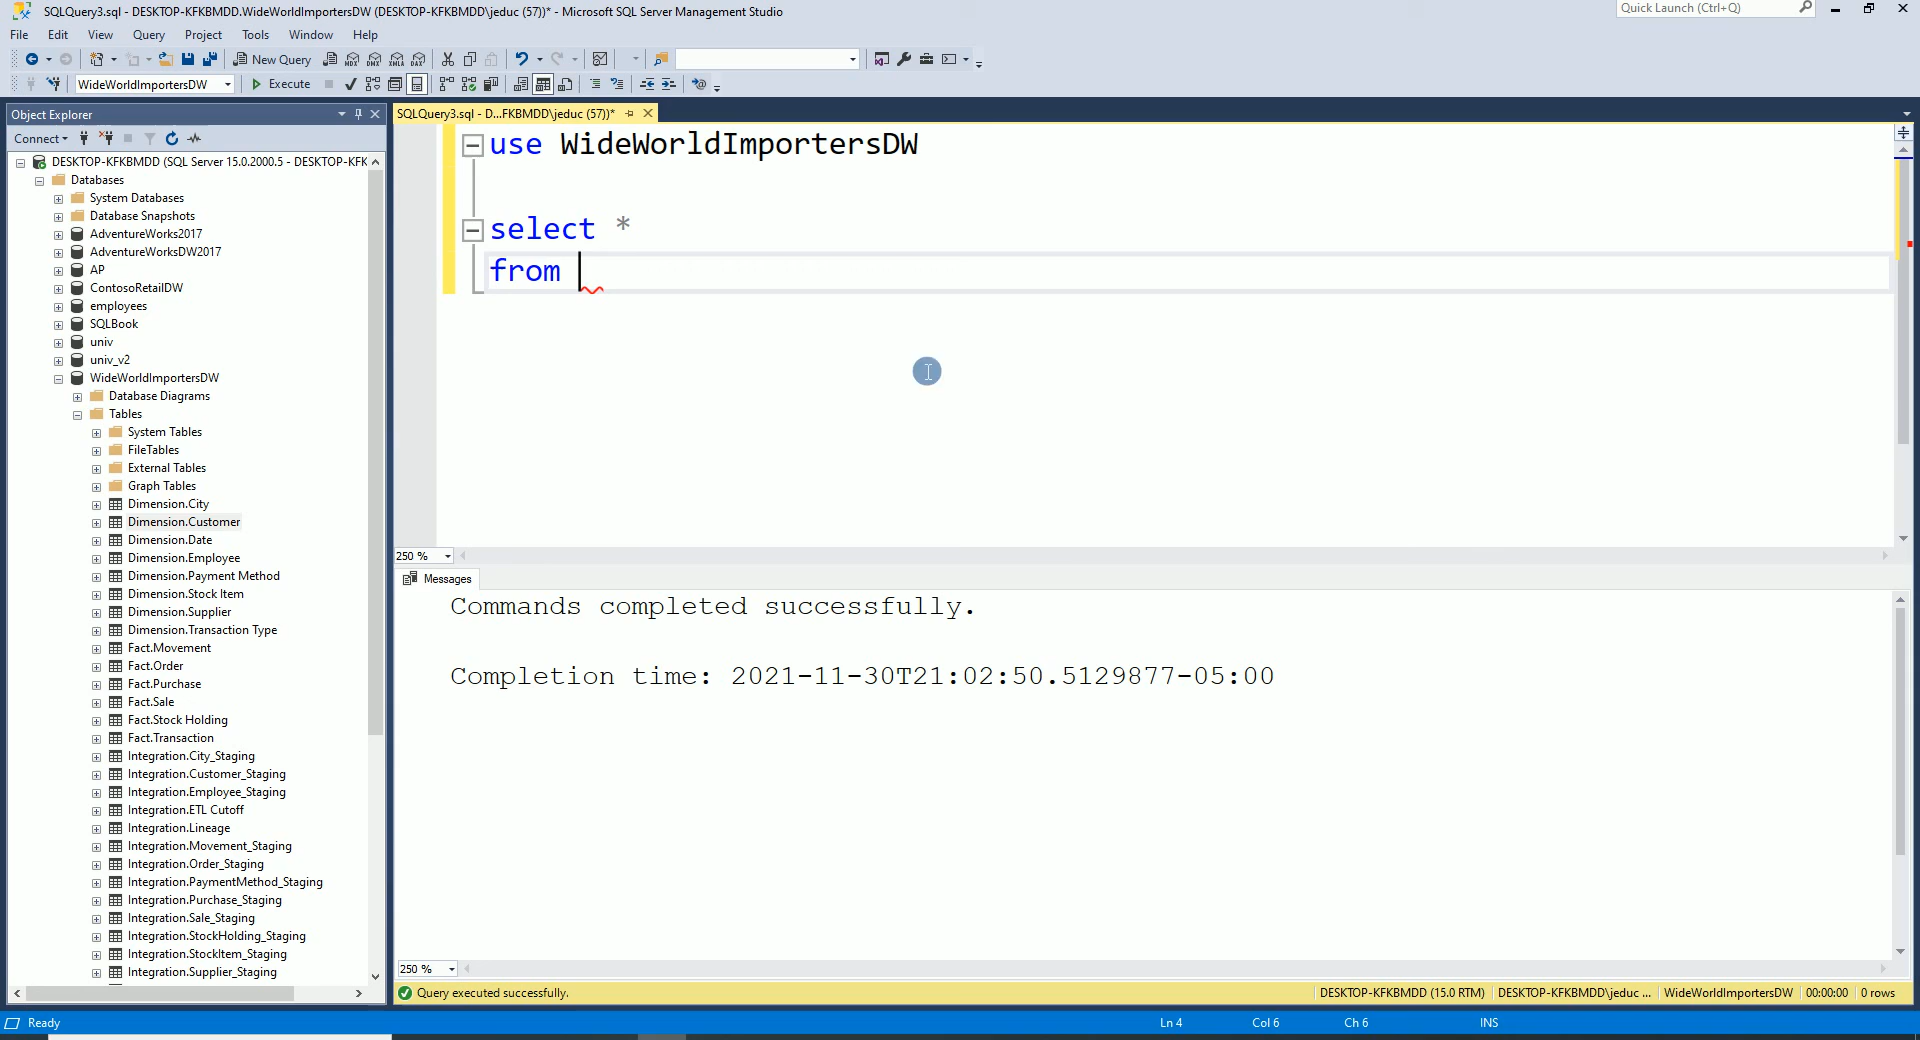 SQLQuery3.sql - DESKTOP-KFKBMDD.WideWorldImportersDW (DESKTOP-KFKBMDD\jeduc (57))* - Microsoft SQL Server Management Studio
Quick Launch (Ctrl+Q)
File Edit View Query Project Tools Window Help
New Query MDX DMX XMLA DAX
WideWorldImportersDW Execute
Object Explorer
SQLQuery3.sql - D...FKBMDD\jeduc (57))*
Connect
DESKTOP-KFKBMDD (SQL Server 15.0.2000.5 - DESKTOP-KFK
Databases
System Databases
Database Snapshots
AdventureWorks2017
AdventureWorksDW2017
AP
ContosoRetailDW
employees
SQLBook
univ
univ_v2
WideWorldImportersDW
Database Diagrams
Tables
System Tables
FileTables
External Tables
Graph Tables
Dimension.City
Dimension.Customer
Dimension.Date
Dimension.Employee
Dimension.Payment Method
Dimension.Stock Item
Dimension.Supplier
Dimension.Transaction Type
Fact.Movement
Fact.Order
Fact.Purchase
Fact.Sale
Fact.Stock Holding
Fact.Transaction
Integration.City_Staging
Integration.Customer_Staging
Integration.Employee_Staging
Integration.ETL Cutoff
Integration.Lineage
Integration.Movement_Staging
Integration.Order_Staging
Integration.PaymentMethod_Staging
Integration.Purchase_Staging
Integration.Sale_Staging
Integration.StockHolding_Staging
Integration.StockItem_Staging
Integration.Supplier_Staging
use WideWorldImportersDW
select *
from
250 %
Messages
Commands completed successfully.
Completion time: 2021-11-30T21:02:50.5129877-05:00
250 %
Query executed successfully. DESKTOP-KFKBMDD (15.0 RTM) DESKTOP-KFKBMDD\jeduc ... WideWorldImportersDW 00:00:00 0 rows
Ready Ln 4 Col 6 Ch 6 INS